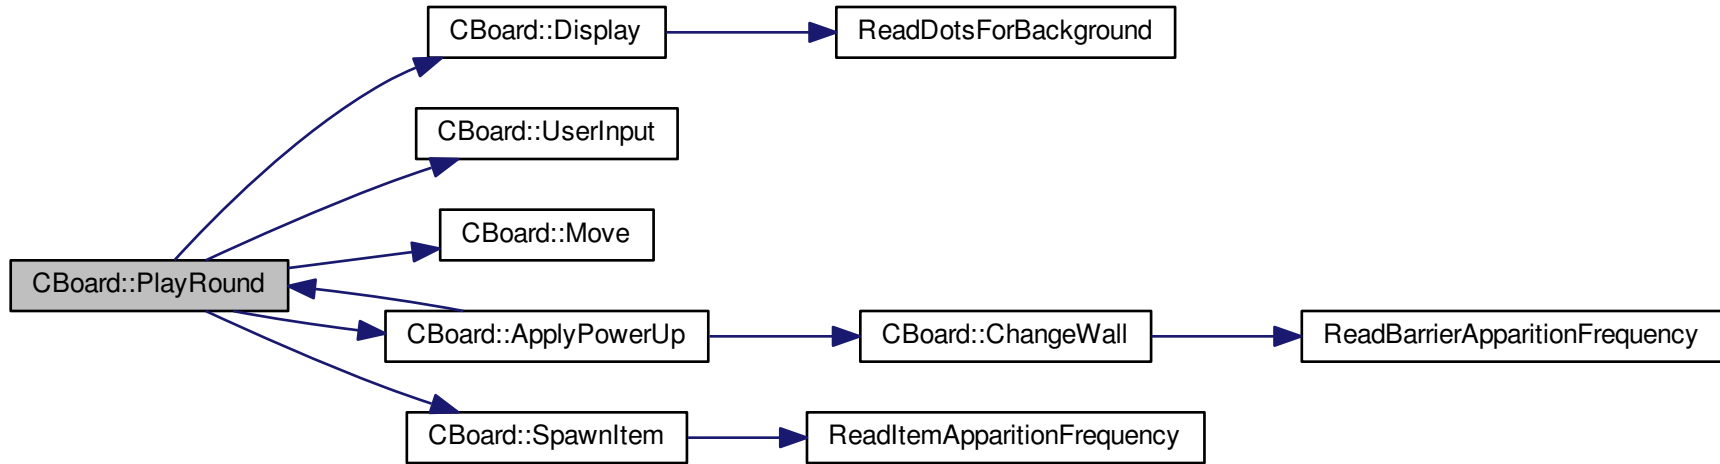 CBoard::Display
ReadDotsForBackground
CBoard::UserInput
CBoard::Move
CBoard::PlayRound
CBoard::ApplyPowerUp
CBoard::ChangeWall
ReadBarrierApparitionFrequency
CBoard::SpawnItem
ReadItemApparitionFrequency